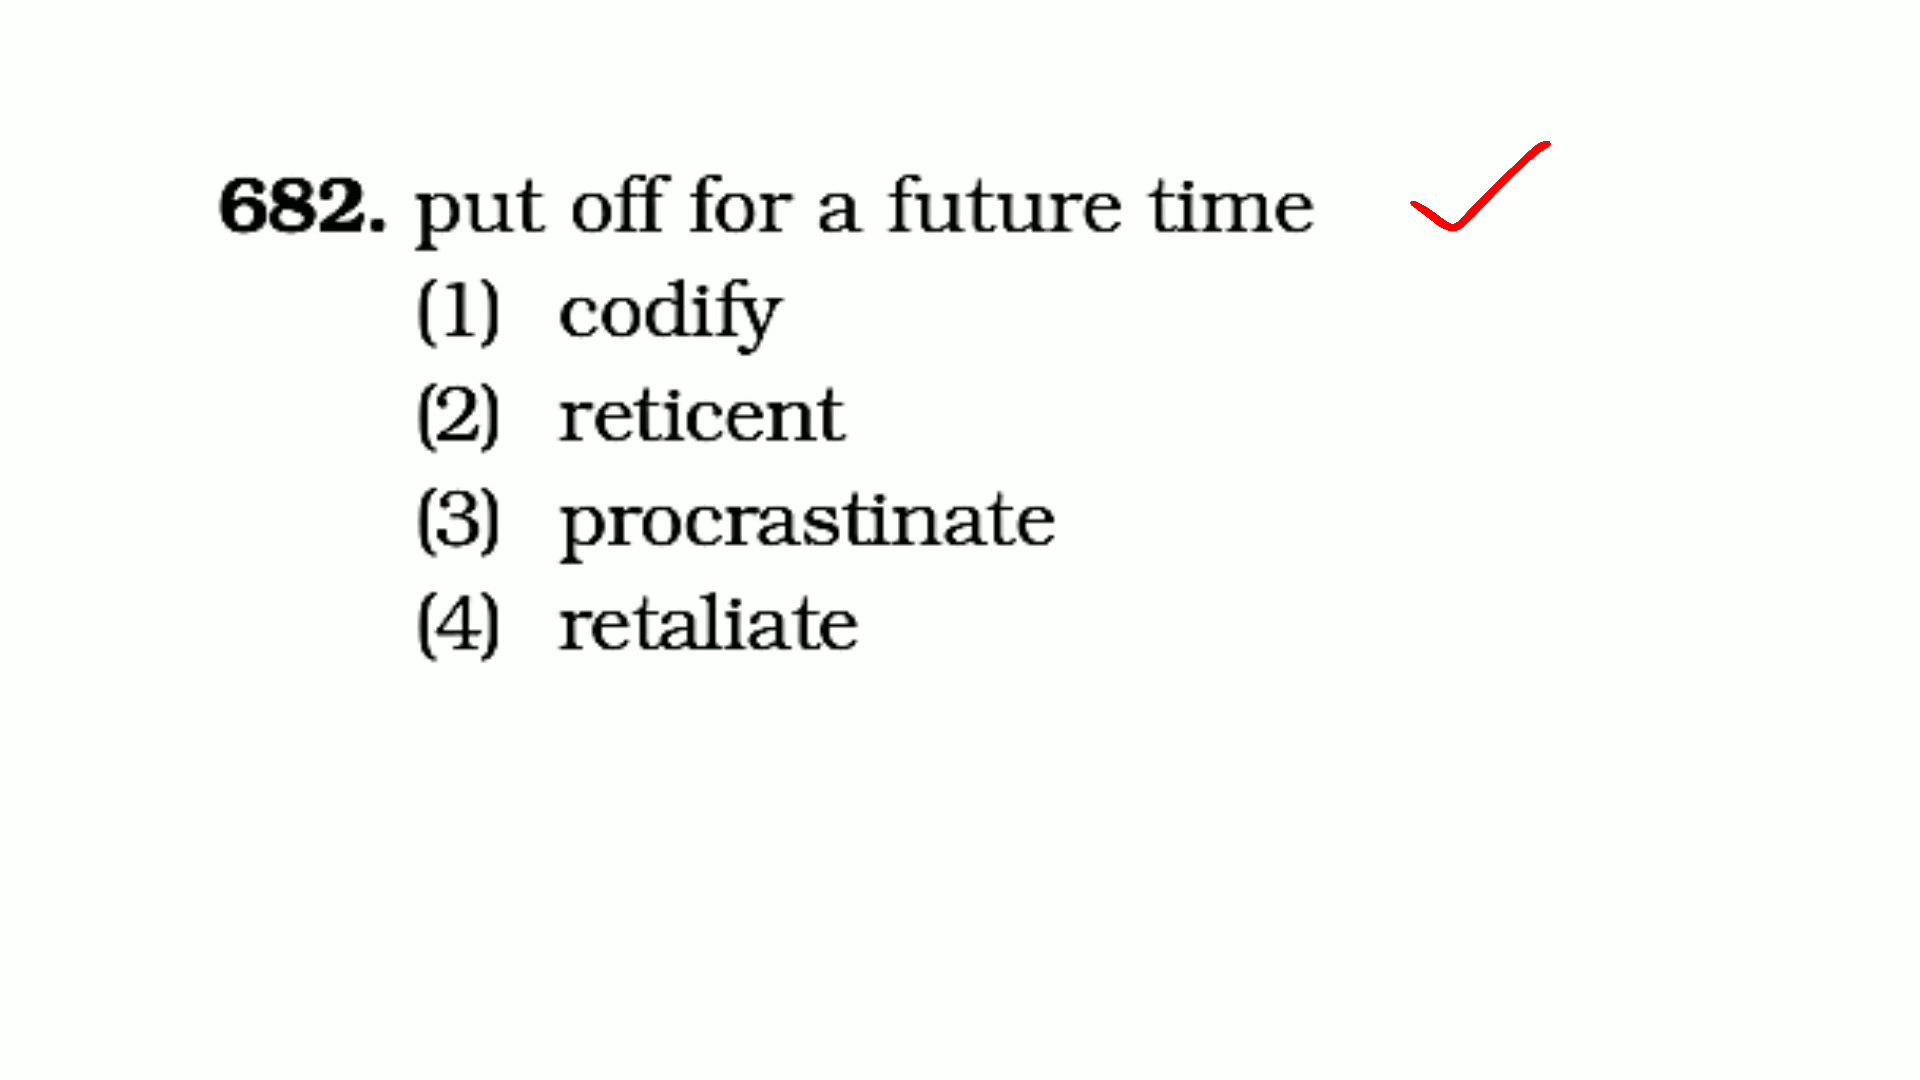 682. put off for a future time
(1) codify
(2) reticent
(3) procrastinate
(4) retaliate